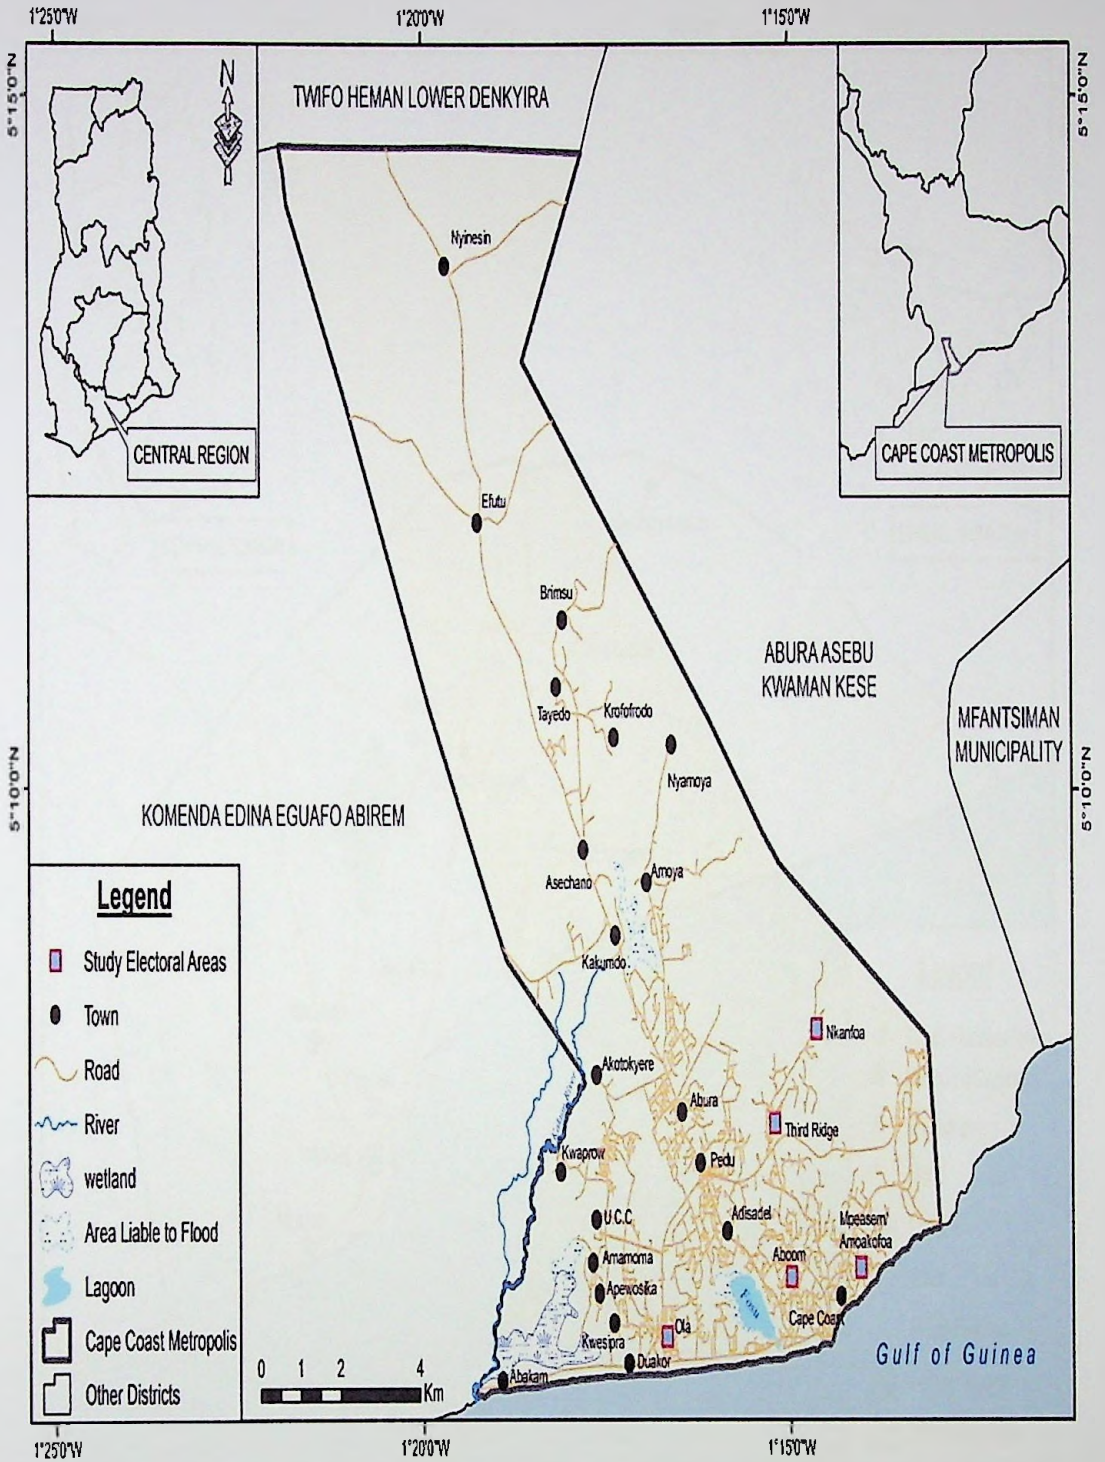 1°25'0"W
1°20'0"W
1°15'0"W
5°15'0"N
5°15'0"N
N
TWIFO HEMAN LOWER DENKYIRA
CENTRAL REGION
CAPE COAST METROPOLIS
Nyinesin
Efutu
Brimsu
Tayedo
Krofofrodo
Nyamoya
ABURA ASEBU
KWAMAN KESE
MFANTSIMAN
MUNICIPALITY
5°10'0"N
5°10'0"N
KOMENDA EDINA EGUAFO ABIREM
Asechano
Amoya
Kakumdo
Nkanfoa
Akotokyere
Abura
Third Ridge
Kwaprow
Pedu
U.C.C
Adisadel
Mpeasem/
Amoakofoa
Amamoma
Aboom
Apewosika
Fosu
Cape Coast
Kwesipra
Ola
Duakor
Abakam
Gulf of Guinea
Legend
Study Electoral Areas
Town
Road
River
wetland
Area Liable to Flood
Lagoon
Cape Coast Metropolis
Other Districts
0 1 2 4
Km
1°25'0"W
1°20'0"W
1°15'0"W